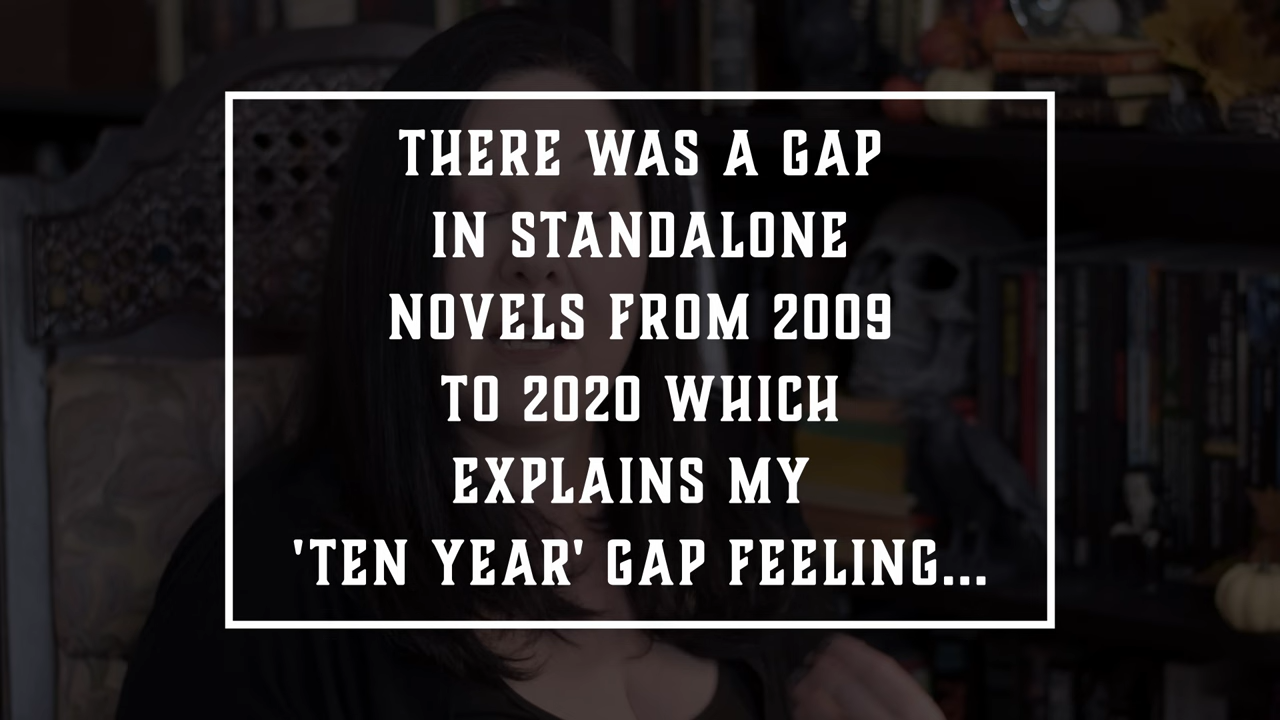 THERE WAS A GAP
IN STANDALONE
NOVELS FROM 2009
TO 2020 WHICH
EXPLAINS MY
'TEN YEAR' GAP FEELING...